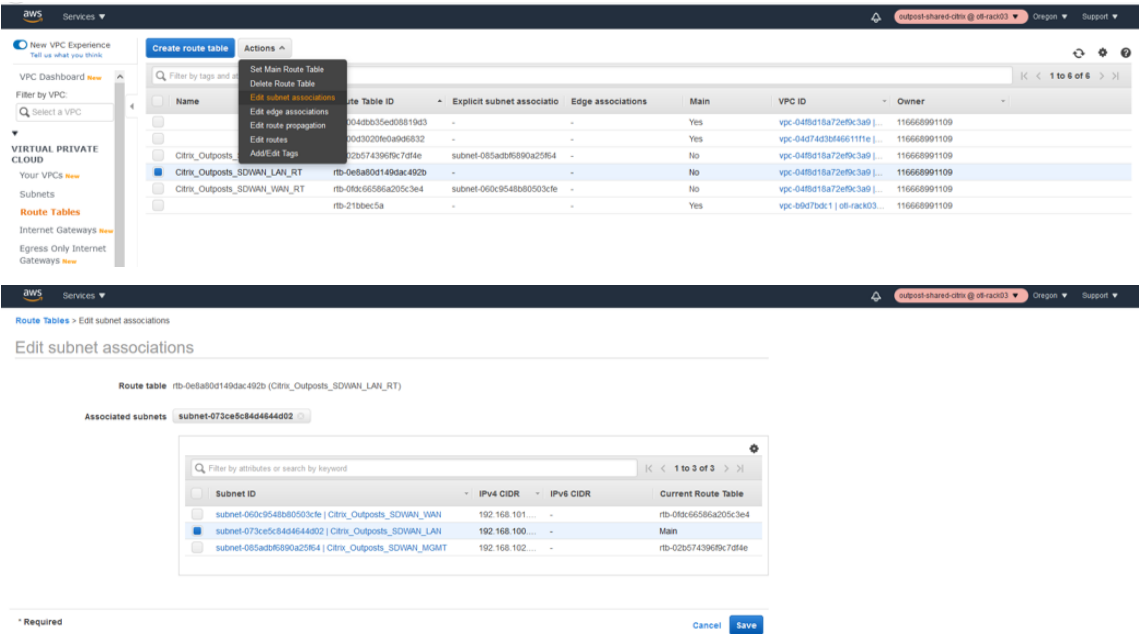 aws Services ▼ outpost-shared-citrix @ otl-rack03 ▼ Oregon ▼ Support ▼
New VPC Experience
Tell us what you think
Create route table Actions ^
VPC Dashboard New
Filter by tags and at
1 to 6 of 6
Set Main Route Table
Delete Route Table
Edit subnet associations
Edit edge associations
Edit route propagation
Edit routes
Add/Edit Tags
Filter by VPC:
Select a VPC
VIRTUAL PRIVATE
CLOUD
Your VPCs New
Subnets
Route Tables
Internet Gateways New
Egress Only Internet
Gateways New
Name ute Table ID Explicit subnet associatio Edge associations Main VPC ID Owner
004dbb35ed08819d3 - - Yes vpc-04f8d18a72ef9c3a9 |... 116668991109
00d3020fe0a9d6832 - - Yes vpc-04d74d3bf46611f1e |... 116668991109
Citrix_Outposts_ 02b574396f9c7df4e subnet-085adbf6890a25f64 - No vpc-04f8d18a72ef9c3a9 |... 116668991109
Citrix_Outposts_SDWAN_LAN_RT rtb-0e8a80d149dac492b - - No vpc-04f8d18a72ef9c3a9 |... 116668991109
Citrix_Outposts_SDWAN_WAN_RT rtb-0fdc66586a205c3e4 subnet-060c9548b80503cfe - No vpc-04f8d18a72ef9c3a9 |... 116668991109
rtb-21bbec5a - - Yes vpc-b9d7bdc1 | otl-rack03... 116668991109
aws Services ▼ outpost-shared-citrix @ otl-rack03 ▼ Oregon ▼ Support ▼
Route Tables > Edit subnet associations
Edit subnet associations
Route table rtb-0e8a80d149dac492b (Citrix_Outposts_SDWAN_LAN_RT)
Associated subnets subnet-073ce5c84d4644d02
Filter by attributes or search by keyword 1 to 3 of 3
Subnet ID IPv4 CIDR IPv6 CIDR Current Route Table
subnet-060c9548b80503cfe | Citrix_Outposts_SDWAN_WAN 192.168.101.... - rtb-0fdc66586a205c3e4
subnet-073ce5c84d4644d02 | Citrix_Outposts_SDWAN_LAN 192.168.100.... - Main
subnet-085adbf6890a25f64 | Citrix_Outposts_SDWAN_MGMT 192.168.102.... - rtb-02b574396f9c7df4e
* Required
Cancel Save